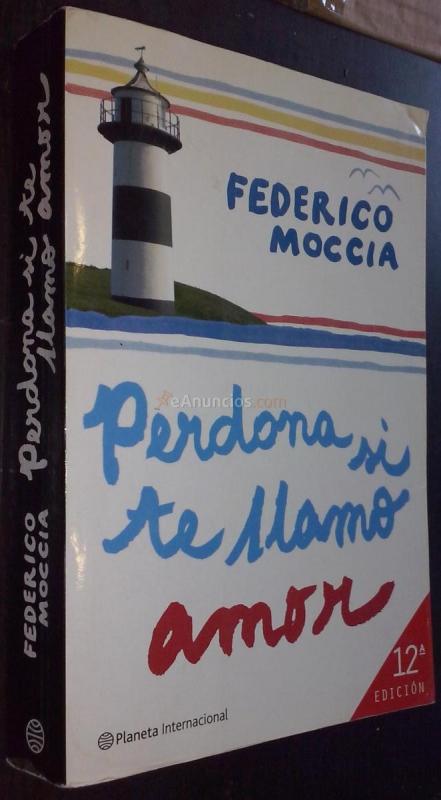 FEDERICO
MOCCIA
Perdona si
te llamo
amor
12ª
EDICIÓN
Planeta Internacional
FEDERICO
MOCCIA
Perdona si te
llamo amor
eAnuncios.com